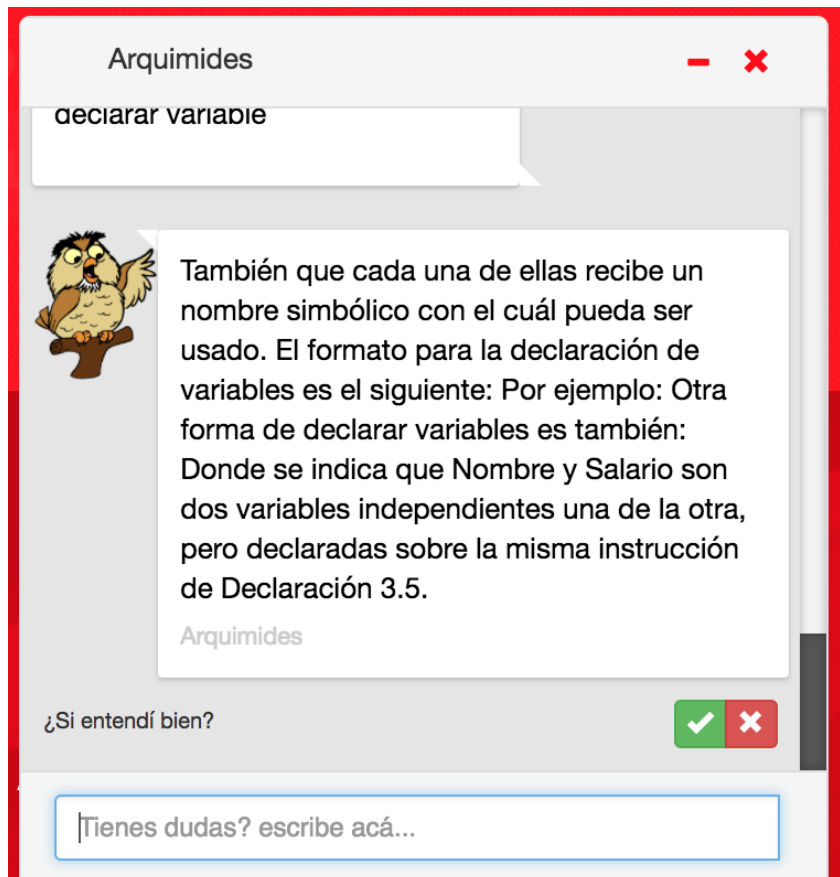 Arquimides
declarar variable
También que cada una de ellas recibe un
nombre simbólico con el cuál pueda ser
usado. El formato para la declaración de
variables es el siguiente: Por ejemplo: Otra
forma de declarar variables es también:
Donde se indica que Nombre y Salario son
dos variables independientes una de la otra,
pero declaradas sobre la misma instrucción
de Declaración 3.5.
Arquimides
¿Si entendí bien?
Tienes dudas? escribe acá...